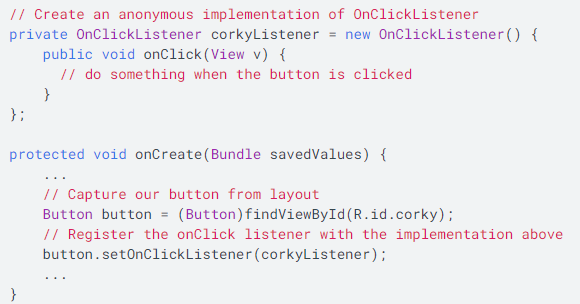 // Create an anonymous implementation of OnClickListener
private OnClickListener corkyListener = new OnClickListener() {
    public void onClick(View v) {
      // do something when the button is clicked
    }
};

protected void onCreate(Bundle savedValues) {
    ...
    // Capture our button from layout
    Button button = (Button)findViewById(R.id.corky);
    // Register the onClick listener with the implementation above
    button.setOnClickListener(corkyListener);
    ...
}